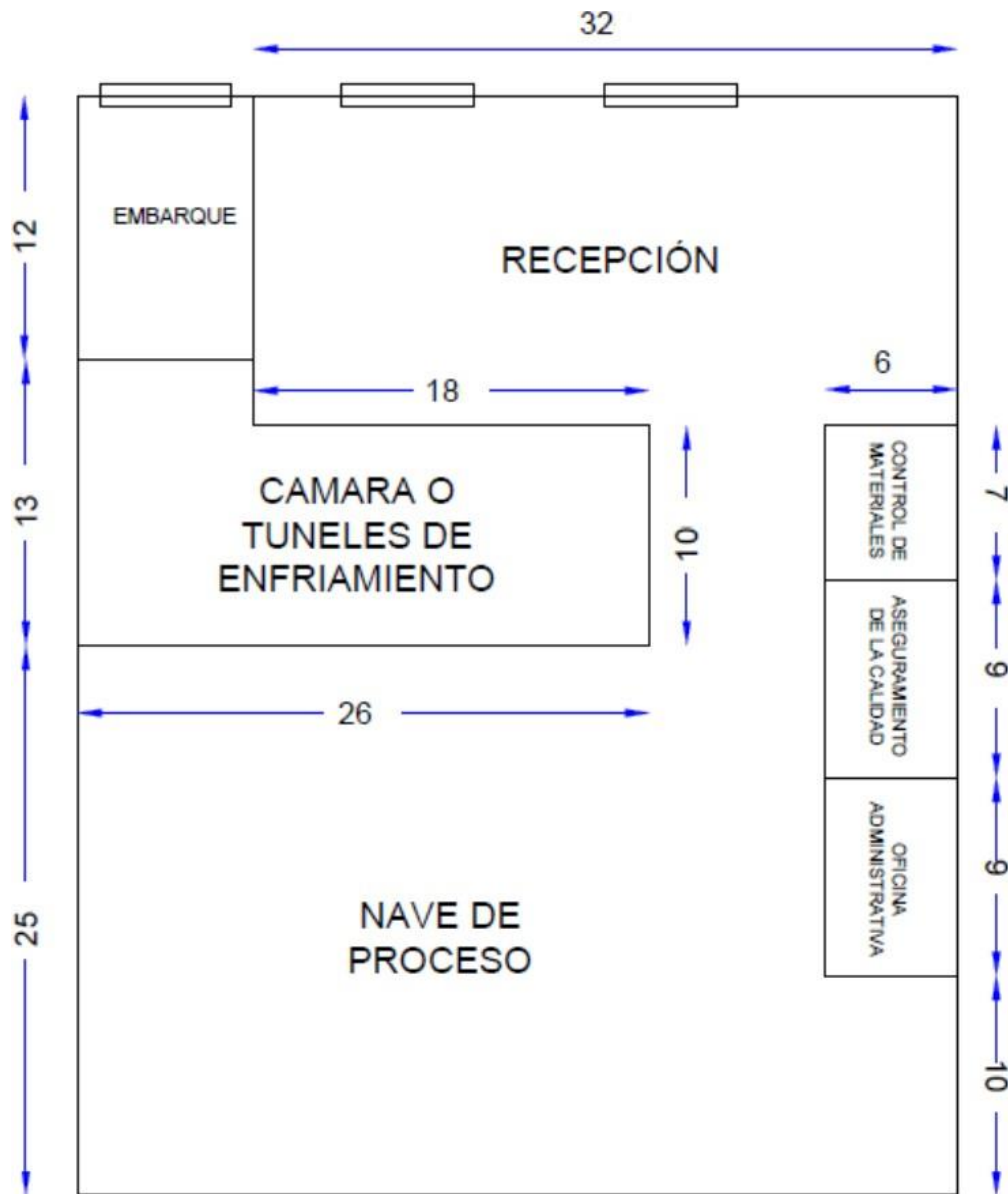 32
EMBARQUE
12
RECEPCIÓN
6
18
CAMARA O
TUNELES DE
ENFRIAMIENTO
13
10
CONTROL DE
MATERIALES
7
ASEGURAMIENTO
DE LA CALIDAD
9
26
OFICINA
ADMINISTRATIVA
9
NAVE DE
PROCESO
25
10